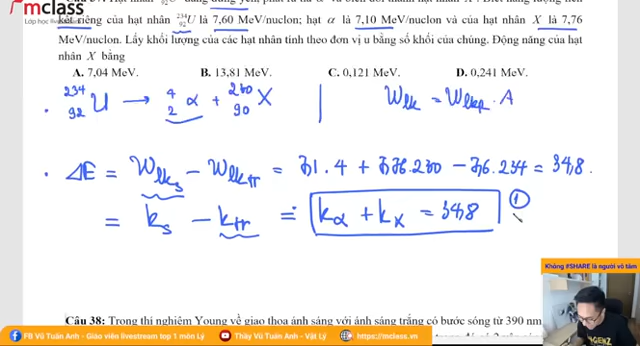 mclass
kết riêng của hạt nhân ²³⁴₉₂U là 7,60 MeV/nuclon; hạt α là 7,10 MeV/nuclon và của hạt nhân X là 7,76
MeV/nuclon. Lấy khối lượng của các hạt nhân tính theo đơn vị u bằng số khối của chúng. Động năng của hạt
nhân X bằng
A. 7,04 MeV. B. 13,81 MeV. C. 0,121 MeV. D. 0,241 MeV.
²³⁴₉₂U → ⁴₂α + ²³⁰₉₀X | Wlk = Wlkr . A
ΔE = Wlks − Wlktr = 7,1.4 + 7,76.230 − 7,6.234 = 34,8.
= ks − ktr = kα + kX = 34,8 ①
Không #SHARE là người vô tâm
Câu 38: Trong thí nghiệm Young về giao thoa ánh sáng với ánh sáng trắng có bước sóng từ 390 nm
FB Vũ Tuấn Anh - Giáo viên livestream top 1 môn Lý Thầy Vũ Tuấn Anh - Vật Lý https://mclass.vn